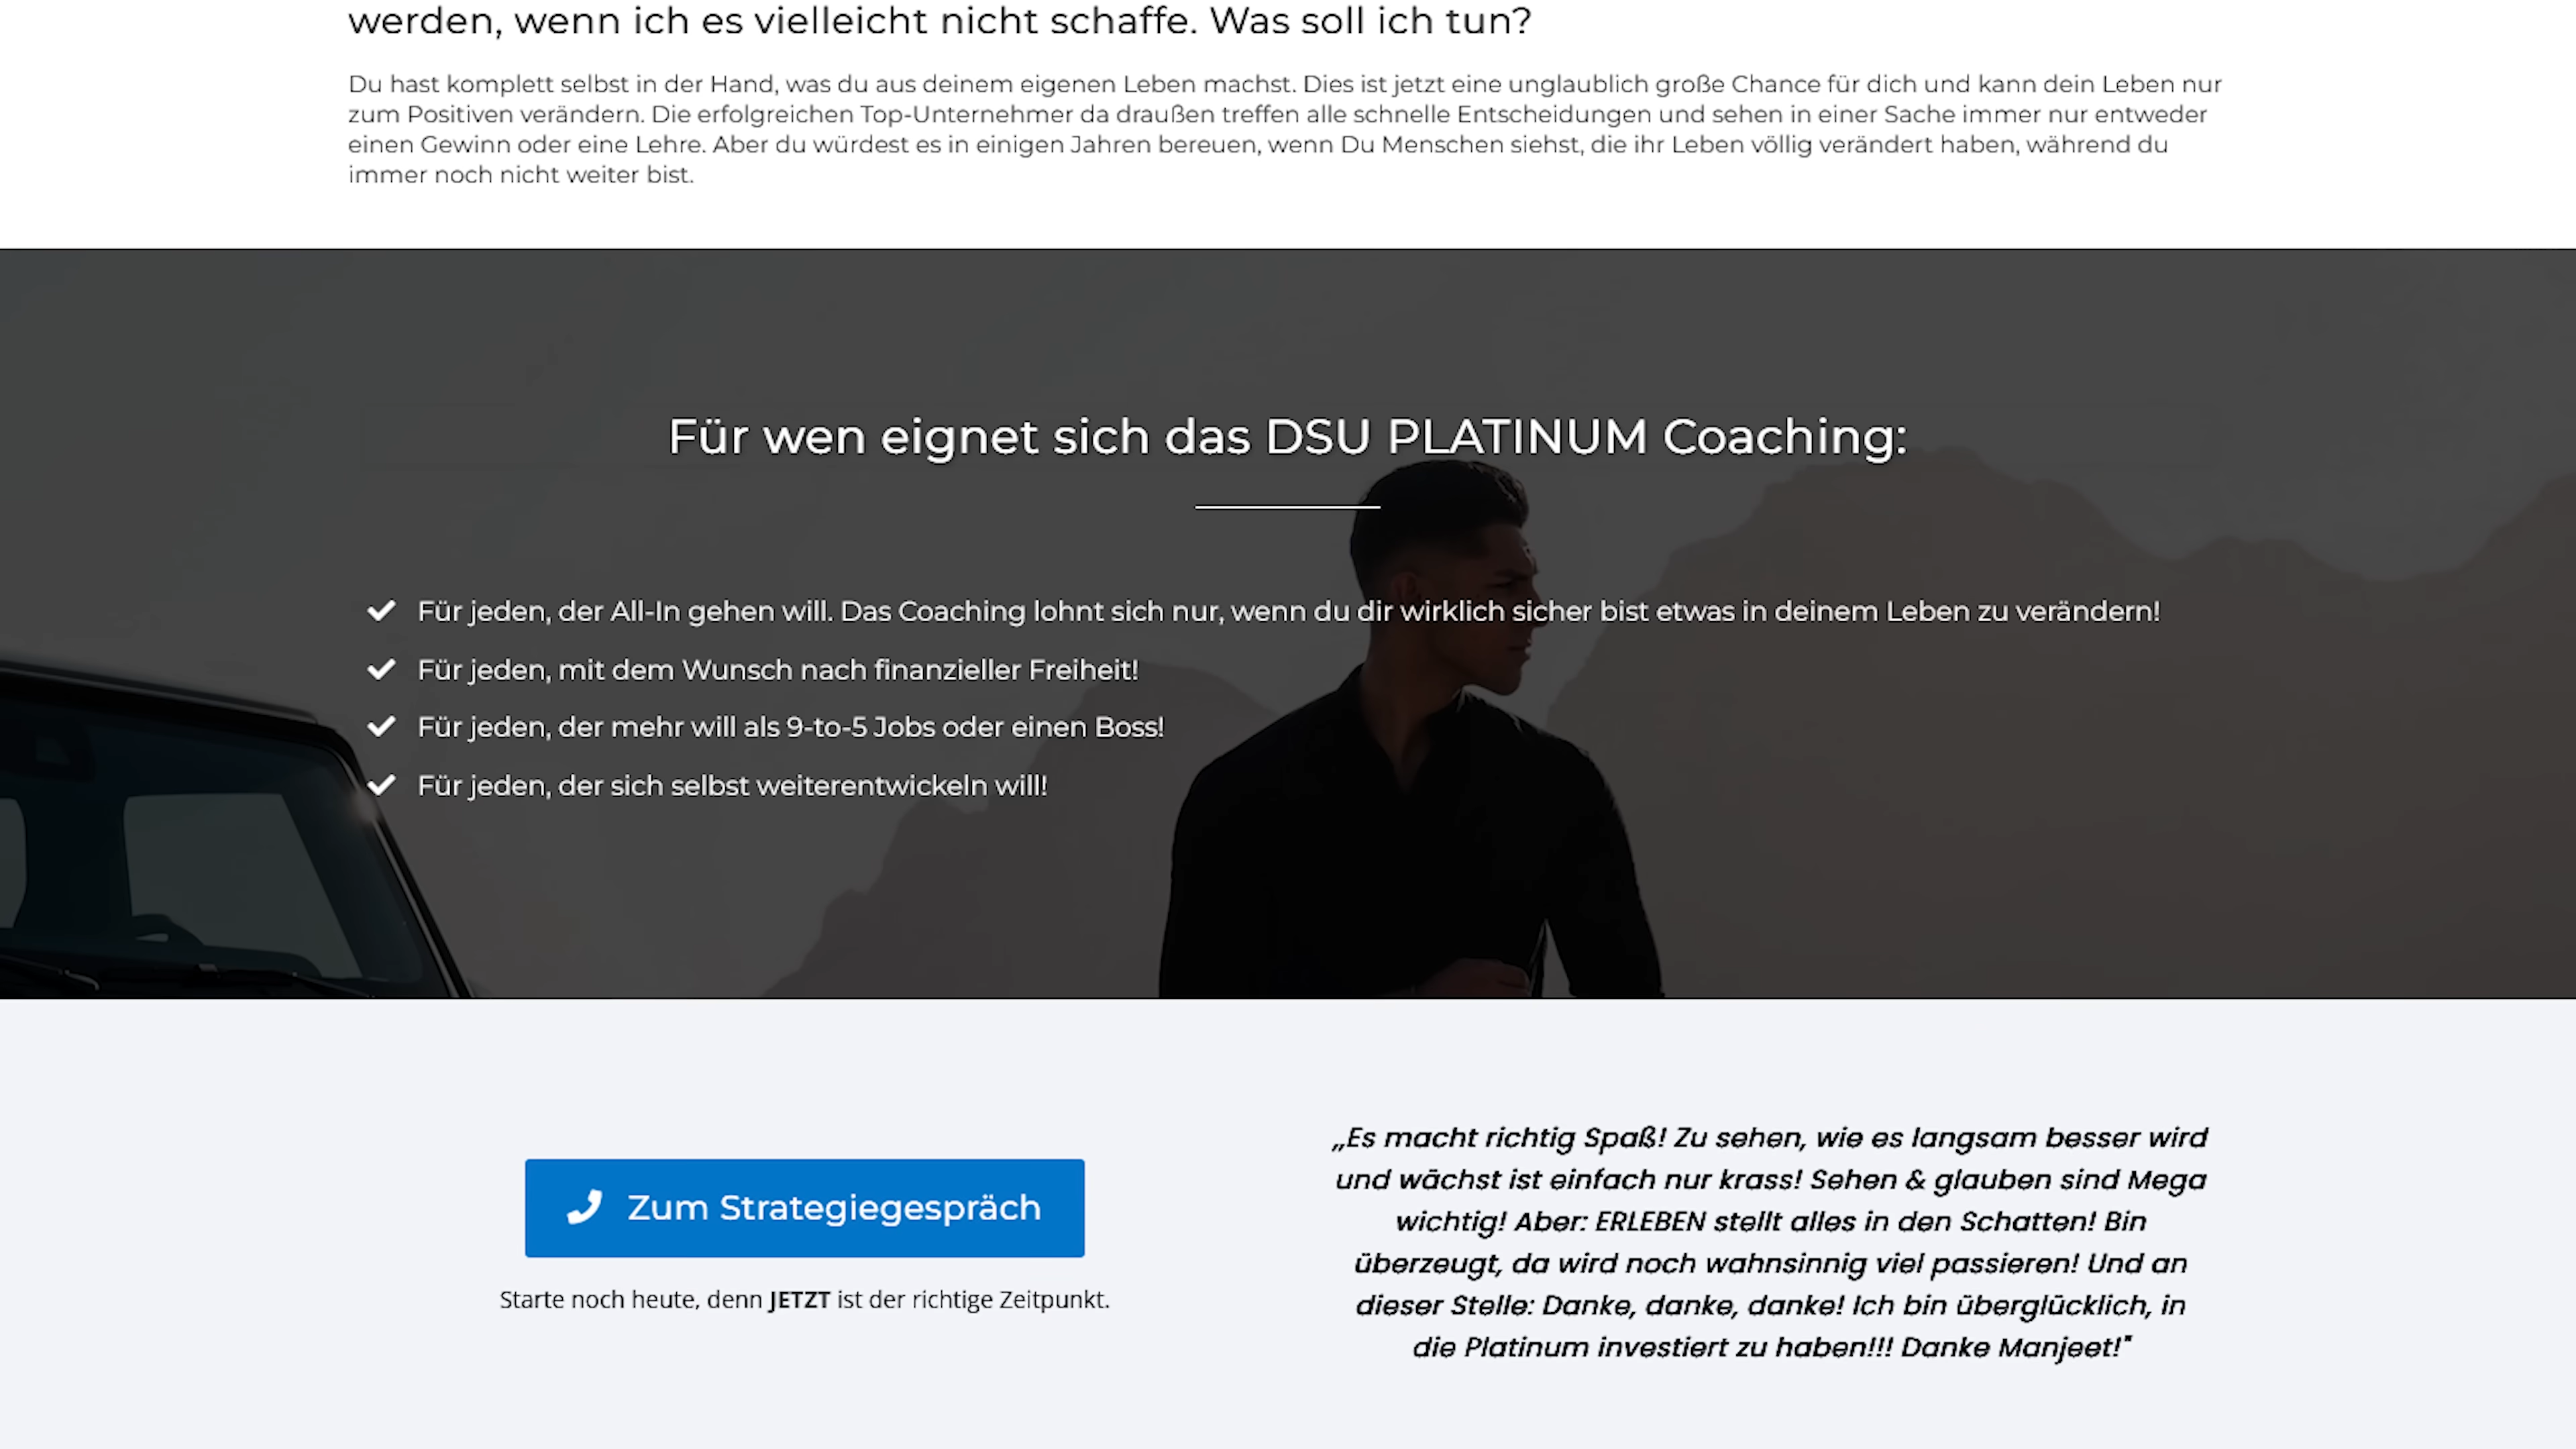 werden, wenn ich es vielleicht nicht schaffe. Was soll ich tun?
Du hast komplett selbst in der Hand, was du aus deinem eigenen Leben machst. Dies ist jetzt eine unglaublich große Chance für dich und kann dein Leben nur
zum Positiven verändern. Die erfolgreichen Top-Unternehmer da draußen treffen alle schnelle Entscheidungen und sehen in einer Sache immer nur entweder
einen Gewinn oder eine Lehre. Aber du würdest es in einigen Jahren bereuen, wenn Du Menschen siehst, die ihr Leben völlig verändert haben, während du
immer noch nicht weiter bist.
Für wen eignet sich das DSU PLATINUM Coaching:
Für jeden, der All-In gehen will. Das Coaching lohnt sich nur, wenn du dir wirklich sicher bist etwas in deinem Leben zu verändern!
Für jeden, mit dem Wunsch nach finanzieller Freiheit!
Für jeden, der mehr will als 9-to-5 Jobs oder einen Boss!
Für jeden, der sich selbst weiterentwickeln will!
Zum Strategiegespräch
Starte noch heute, denn JETZT ist der richtige Zeitpunkt.
„Es macht richtig Spaß! Zu sehen, wie es langsam besser wird
und wächst ist einfach nur krass! Sehen & glauben sind Mega
wichtig! Aber: ERLEBEN stellt alles in den Schatten! Bin
überzeugt, da wird noch wahnsinnig viel passieren! Und an
dieser Stelle: Danke, danke, danke! Ich bin überglücklich, in
die Platinum investiert zu haben!!! Danke Manjeet!"